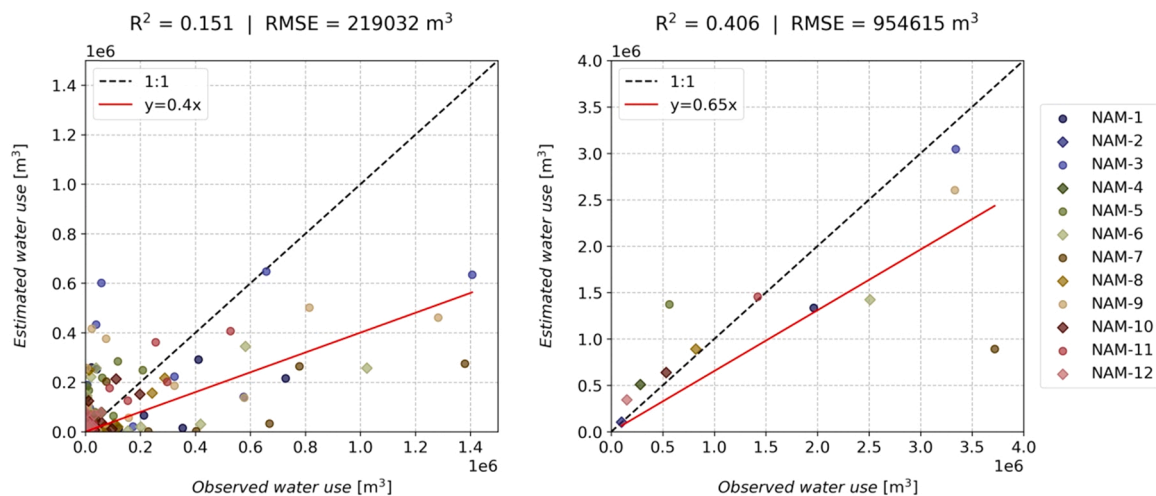 R² = 0.151 | RMSE = 219032 m³
1e6
1.4
1.2
1.0
0.8
0.6
0.4
0.2
0.0
Estimated water use [m³]
1:1
y=0.4x
0.0 0.2 0.4 0.6 0.8 1.0 1.2 1.4
1e6
Observed water use [m³]
R² = 0.406 | RMSE = 954615 m³
1e6
4.0
3.5
3.0
2.5
2.0
1.5
1.0
0.5
0.0
Estimated water use [m³]
1:1
y=0.65x
0.0 0.5 1.0 1.5 2.0 2.5 3.0 3.5 4.0
1e6
Observed water use [m³]
NAM-1
NAM-2
NAM-3
NAM-4
NAM-5
NAM-6
NAM-7
NAM-8
NAM-9
NAM-10
NAM-11
NAM-12